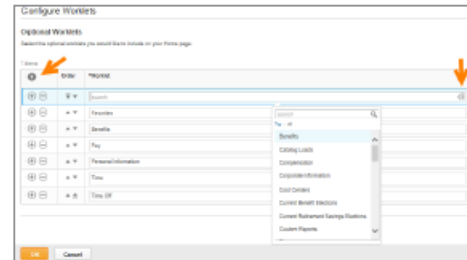 Configure Worklets
Optional Worklets
Select the optional worklets you would like to include on your Home page.
7 items
Order *Worklet
search
Favorites
Benefits
Pay
Personal Information
Time
Time Off
search
Top
Benefits
Catalog Loads
Compensation
Corporate Information
Cost Centers
Current Benefit Elections
Current Retirement Savings Elections
Custom Reports
OK Cancel